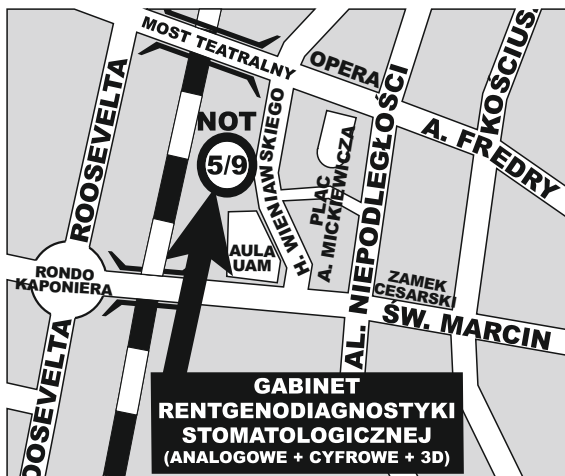 MOST TEATRALNY
OPERA
KOŚCIUS
ROOSEVELTA
NOT
5/9
H. WIENIAWSKIEGO
PLAC
A. MICKIEWICZA
AL. NIEPODLEGŁOŚCI
A. FREDRY
AULA
UAM
RONDO
KAPONIERA
ZAMEK
CESARSKI
ŚW. MARCIN
OOSEVELTA
GABINET
RENTGENODIAGNOSTYKI
STOMATOLOGICZNEJ
(ANALOGOWE + CYFROWE + 3D)